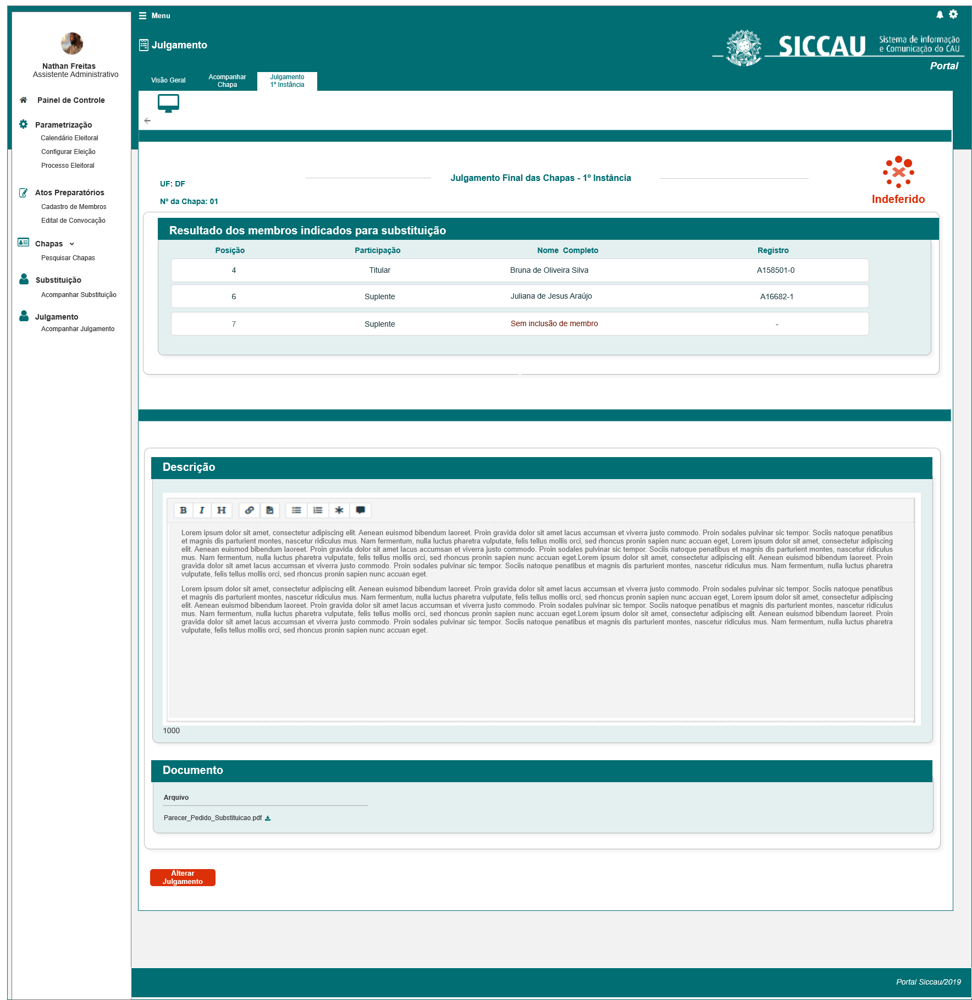 Menu
Julgamento
SICCAU
Sistema de informação
e Comunicação do CAU
Portal
Visão Geral
Acompanhar
Chapa
Julgamento
1º Instância
Nathan Freitas
Assistente Administrativo
Painel de Controle
Parametrização
Calendário Eleitoral
Configurar Eleição
Processo Eleitoral
Atos Preparatórios
Cadastro de Membros
Edital de Convocação
Chapas
Pesquisar Chapas
Substituição
Acompanhar Substituição
Julgamento
Acompanhar Julgamento
UF: DF
Julgamento Final das Chapas - 1º Instância
Nº da Chapa: 01
Indeferido
Resultado dos membros indicados para substituição
Posição Participação Nome Completo Registro
4 Titular Bruna de Oliveira Silva A158501-0
6 Suplente Juliana de Jesus Araújo A16682-1
7 Suplente Sem inclusão de membro -
Descrição
B I H
Lorem ipsum dolor sit amet, consectetur adipiscing elit. Aenean euismod bibendum laoreet. Proin gravida dolor sit amet lacus accumsan et viverra justo commodo. Proin sodales pulvinar sic tempor. Sociis natoque penatibus
et magnis dis parturient montes, nascetur ridiculus mus. Nam fermentum, nulla luctus pharetra vulputate, felis tellus mollis orci, sed rhoncus pronin sapien nunc accuan eget, Lorem ipsum dolor sit amet, consectetur adipiscing
elit. Aenean euismod bibendum laoreet. Proin gravida dolor sit amet lacus accumsan et viverra justo commodo. Proin sodales pulvinar sic tempor. Sociis natoque penatibus et magnis dis parturient montes, nascetur ridiculus
mus. Nam fermentum, nulla luctus pharetra vulputate, felis tellus mollis orci, sed rhoncus pronin sapien nunc accuan eget.Lorem ipsum dolor sit amet, consectetur adipiscing elit. Aenean euismod bibendum laoreet. Proin
gravida dolor sit amet lacus accumsan et viverra justo commodo. Proin sodales pulvinar sic tempor. Sociis natoque penatibus et magnis dis parturient montes, nascetur ridiculus mus. Nam fermentum, nulla luctus pharetra
vulputate, felis tellus mollis orci, sed rhoncus pronin sapien nunc accuan eget.
Lorem ipsum dolor sit amet, consectetur adipiscing elit. Aenean euismod bibendum laoreet. Proin gravida dolor sit amet lacus accumsan et viverra justo commodo. Proin sodales pulvinar sic tempor. Sociis natoque penatibus
et magnis dis parturient montes, nascetur ridiculus mus. Nam fermentum, nulla luctus pharetra vulputate, felis tellus mollis orci, sed rhoncus pronin sapien nunc accuan eget, Lorem ipsum dolor sit amet, consectetur adipiscing
elit. Aenean euismod bibendum laoreet. Proin gravida dolor sit amet lacus accumsan et viverra justo commodo. Proin sodales pulvinar sic tempor. Sociis natoque penatibus et magnis dis parturient montes, nascetur ridiculus
mus. Nam fermentum, nulla luctus pharetra vulputate, felis tellus mollis orci, sed rhoncus pronin sapien nunc accuan eget.Lorem ipsum dolor sit amet, consectetur adipiscing elit. Aenean euismod bibendum laoreet. Proin
gravida dolor sit amet lacus accumsan et viverra justo commodo. Proin sodales pulvinar sic tempor. Sociis natoque penatibus et magnis dis parturient montes, nascetur ridiculus mus. Nam fermentum, nulla luctus pharetra
vulputate, felis tellus mollis orci, sed rhoncus pronin sapien nunc accuan eget.
1000
Documento
Arquivo
Parecer_Pedido_Substituicao.pdf
Alterar
Julgamento
Portal Siccau/2019